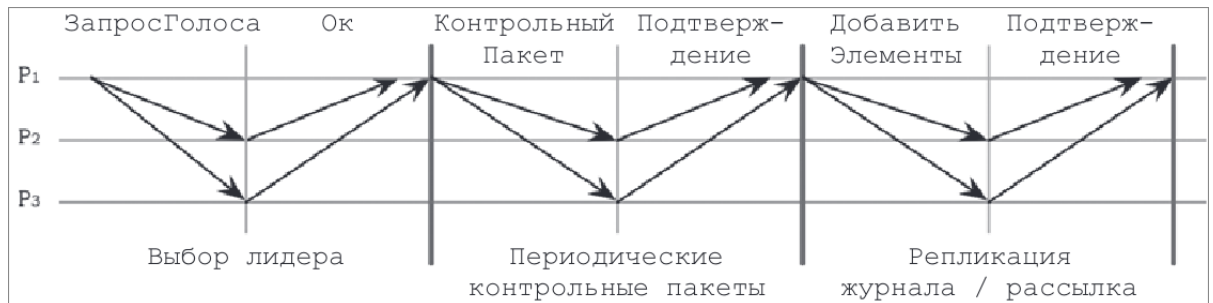 ЗапросГолоса Ок Контрольный Подтверж- Добавить Подтверж-
Пакет дение Элементы дение
P1
P2
P3
Выбор лидера Периодические Репликация
контрольные пакеты журнала / рассылка